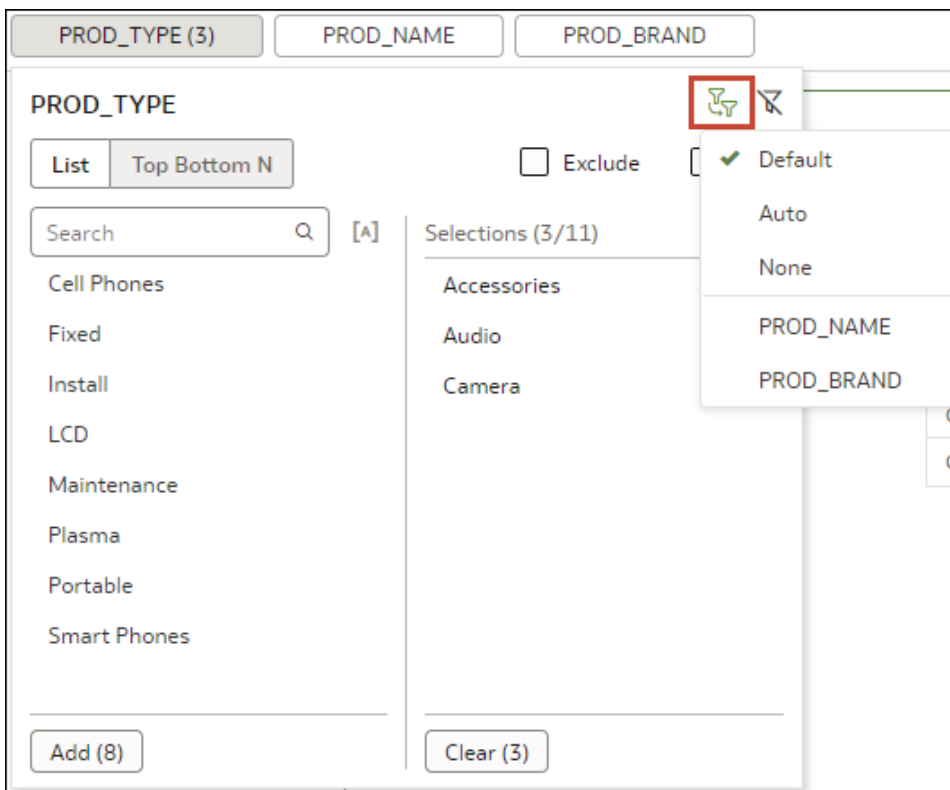 PROD_TYPE (3) PROD_NAME PROD_BRAND
PROD_TYPE
List Top Bottom N Exclude
Search [A] Selections (3/11)
Cell Phones
Fixed
Install
LCD
Maintenance
Plasma
Portable
Smart Phones
Accessories
Audio
Camera
Add (8) Clear (3)
Default
Auto
None
PROD_NAME
PROD_BRAND